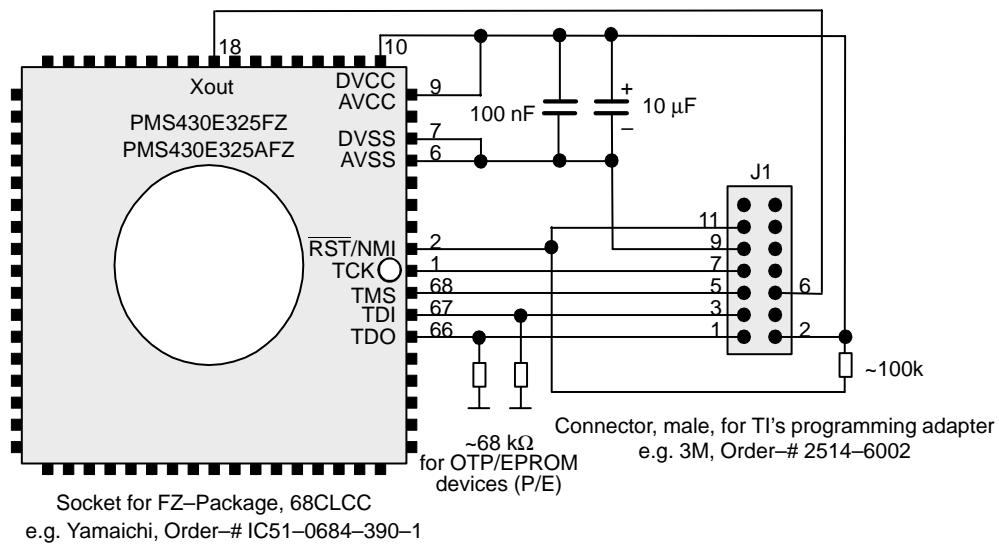 18
10
Xout
DVCC
AVCC
9
PMS430E325FZ
PMS430E325AFZ
DVSS
7
AVSS
6
100 nF
+
10 μF
–
J1
RST/NMI
2
TCK
1
TMS
68
TDI
67
TDO
66
11
9
7
5
6
3
1
2
~100k
~68 kΩ
for OTP/EPROM
devices (P/E)
Connector, male, for TI's programming adapter
e.g. 3M, Order–# 2514–6002
Socket for FZ–Package, 68CLCC
e.g. Yamaichi, Order–# IC51–0684–390–1